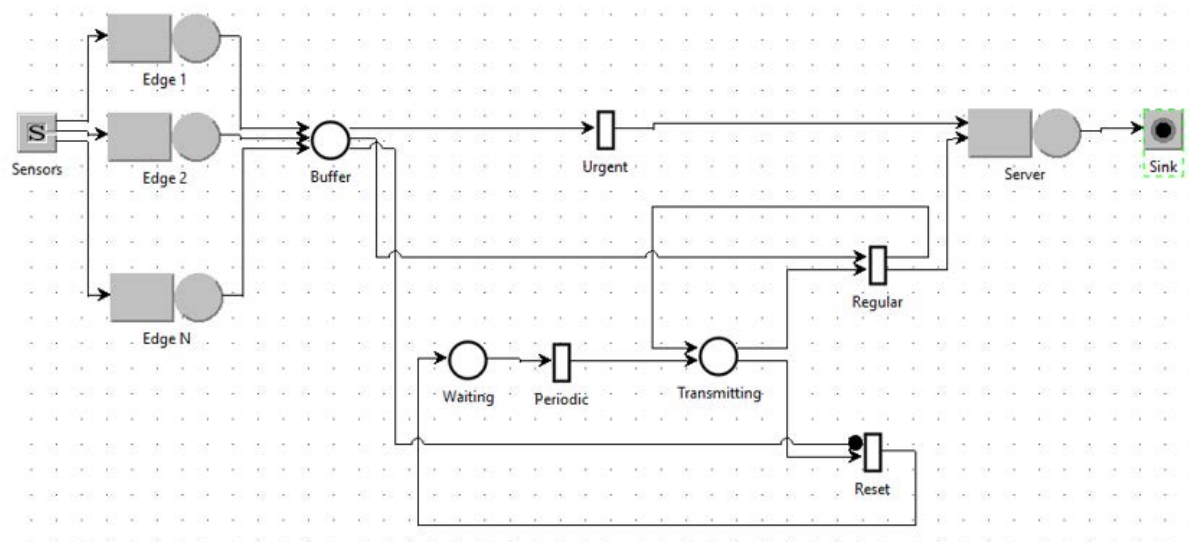 Edge 1
S
Sensors
Edge 2
Buffer
Urgent
Server
Sink
Regular
Edge N
Waiting
Periodic
Transmitting
Reset